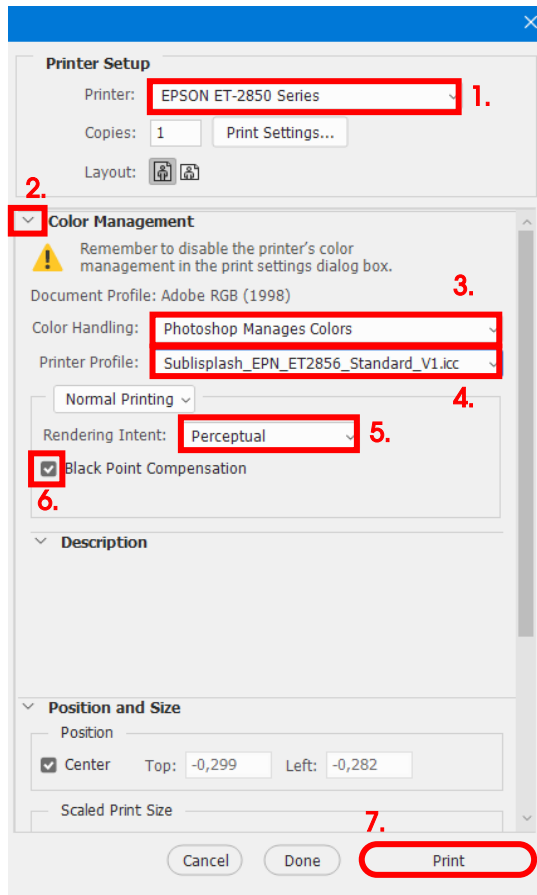 Printer Setup
Printer: EPSON ET-2850 Series 1.
Copies: 1 Print Settings...
Layout:
2.
Color Management
Remember to disable the printer's color
management in the print settings dialog box.
Document Profile: Adobe RGB (1998)
3.
Color Handling: Photoshop Manages Colors
Printer Profile: Sublisplash_EPN_ET2856_Standard_V1.icc
4.
Normal Printing
Rendering Intent: Perceptual 5.
Black Point Compensation
6.
Description
Position and Size
Position
Center Top: -0,299 Left: -0,282
Scaled Print Size
7.
Cancel Done Print